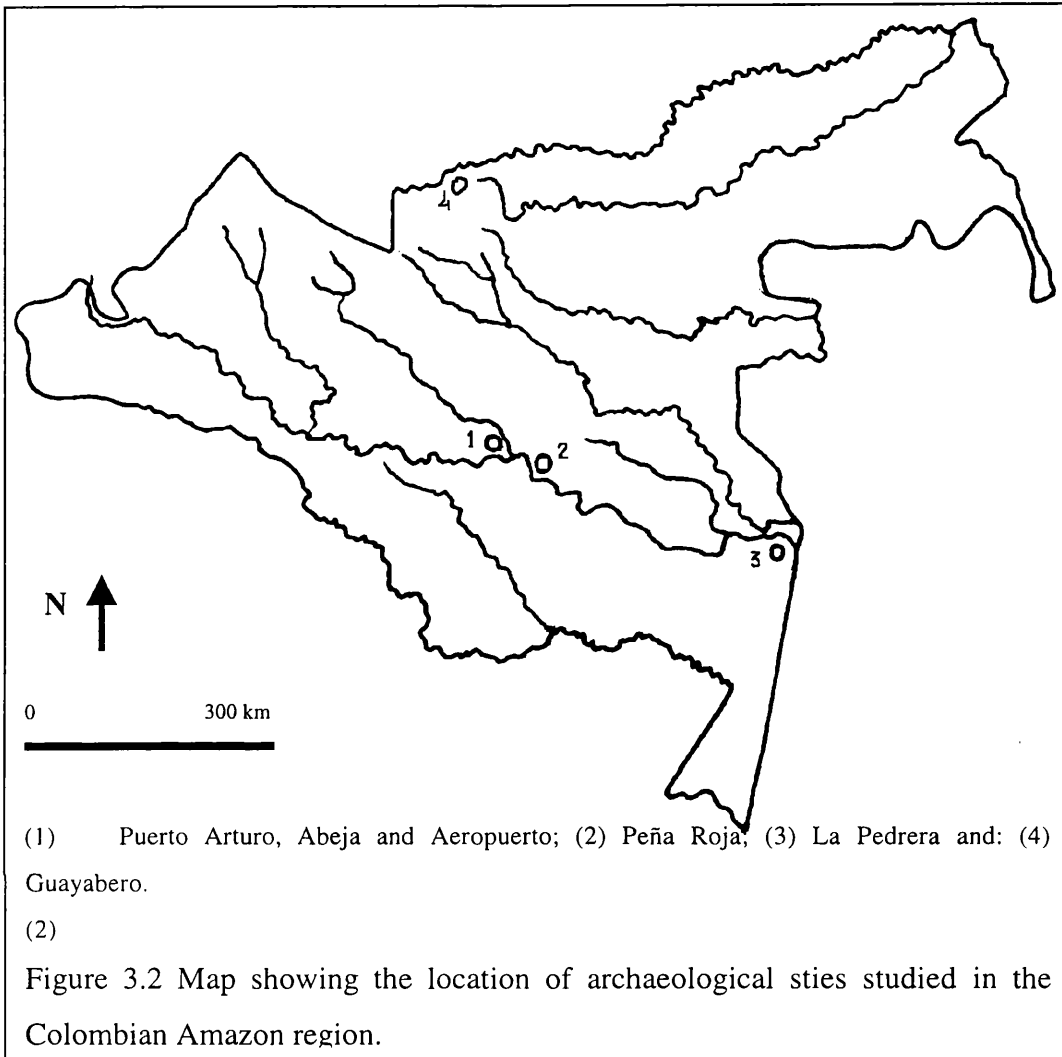 4
1
2
3
N
0 300 km
(1) Puerto Arturo, Abeja and Aeropuerto; (2) Peña Roja, (3) La Pedrera and: (4)
Guayabero.
(2)
Figure 3.2 Map showing the location of archaeological sties studied in the
Colombian Amazon region.